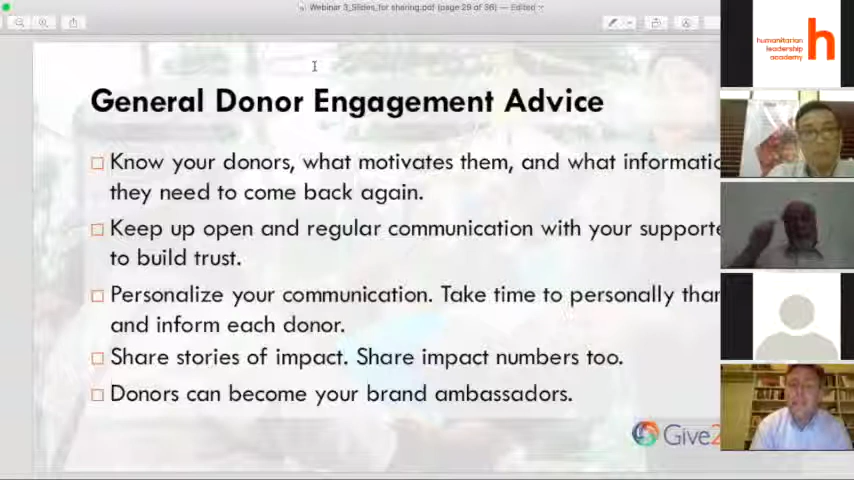 Webinar 3_Slides_for sharing.pdf (page 29 of 36) — Edited
humanitarian
leadership
academy
h
General Donor Engagement Advice
Know your donors, what motivates them, and what informatio
they need to come back again.
Keep up open and regular communication with your supporte
to build trust.
Personalize your communication. Take time to personally than
and inform each donor.
Share stories of impact. Share impact numbers too.
Donors can become your brand ambassadors.
Give2